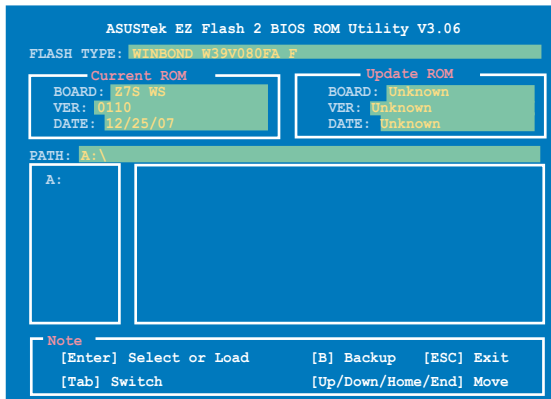 ASUSTek EZ Flash 2 BIOS ROM Utility V3.06
FLASH TYPE: WINBOND W39V080FA F
Current ROM
BOARD: Z7S WS
VER: 0110
DATE: 12/25/07
Update ROM
BOARD: Unknown
VER: Unknown
DATE: Unknown
PATH: A:\
A:
Note
[Enter] Select or Load [B] Backup [ESC] Exit
[Tab] Switch [Up/Down/Home/End] Move